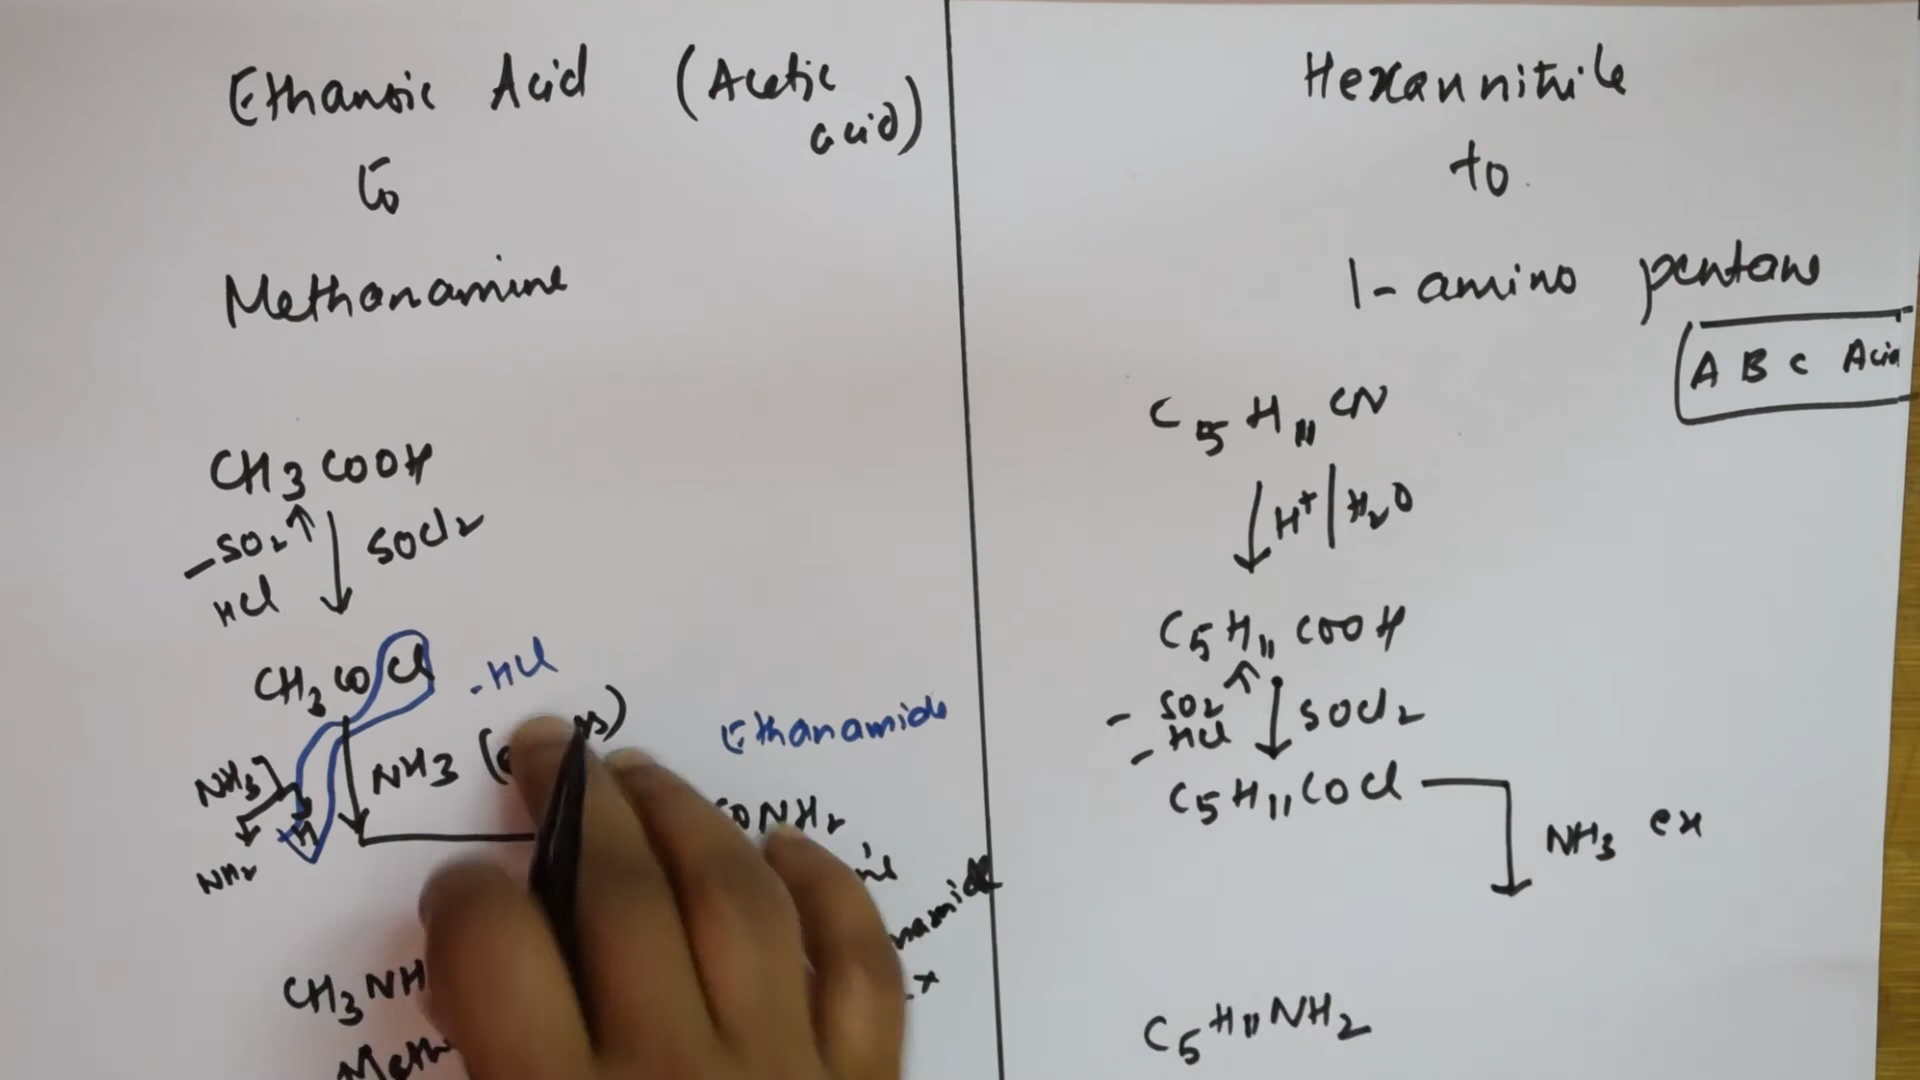 Ethanoic Acid (Acetic
acid)
to
Methanamine
CH3COOH
-SO2↑ SOCl2
HCl
CH3COCl -HCl
NH3 NH3
H
NH2
Ethanamide
CONH2
CH3NH
Hexannitrile
to
1-amino pentane
A B C Acid
C5H11CN
H+/H2O
C5H11COOH
- SO2↑ SOCl2
- HCl
C5H11COCl
NH3 ex
C5H11NH2